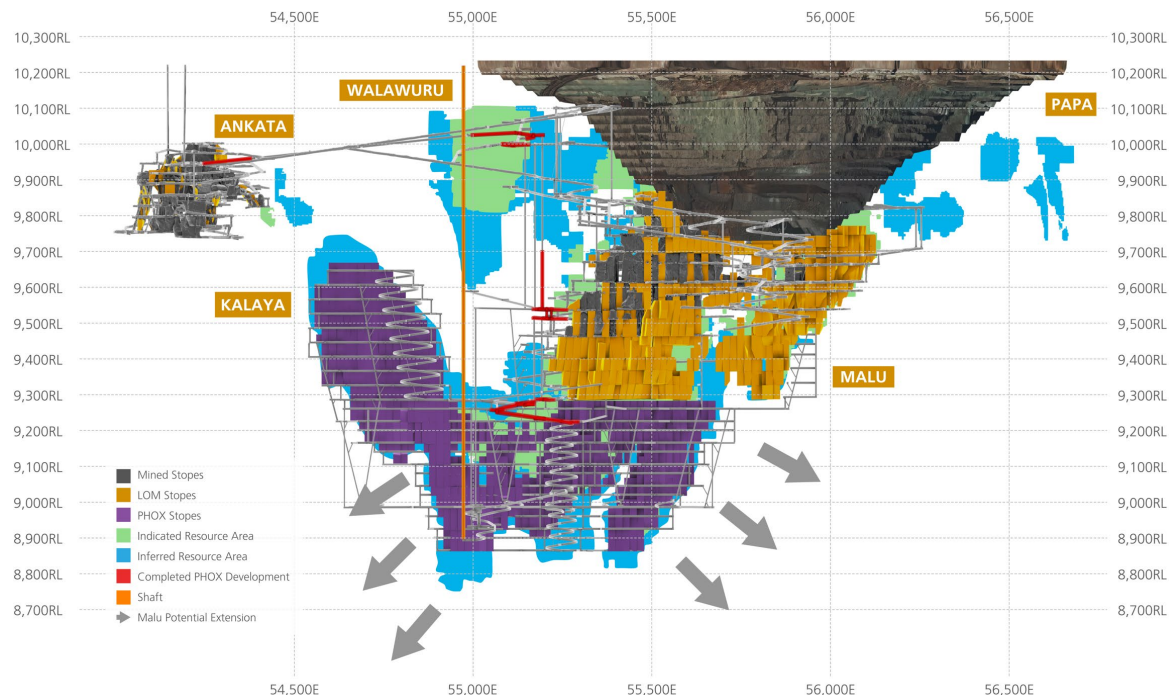 54,500E 55,000E 55,500E 56,000E 56,500E
10,300RL 10,300RL
10,200RL 10,200RL
WALAWURU
10,100RL PAPA 10,100RL
ANKATA
10,000RL 10,000RL
9,900RL 9,900RL
9,800RL 9,800RL
9,700RL 9,700RL
9,600RL 9,600RL
KALAYA
9,500RL 9,500RL
9,400RL 9,400RL
MALU
9,300RL 9,300RL
9,200RL 9,200RL
9,100RL 9,100RL
9,000RL 9,000RL
8,900RL 8,900RL
8,800RL 8,800RL
8,700RL 8,700RL
Mined Stopes
LOM Stopes
PHOX Stopes
Indicated Resource Area
Inferred Resource Area
Completed PHOX Development
Shaft
Malu Potential Extension
54.500E 55.000E 55.500E 56.000E 56.500E